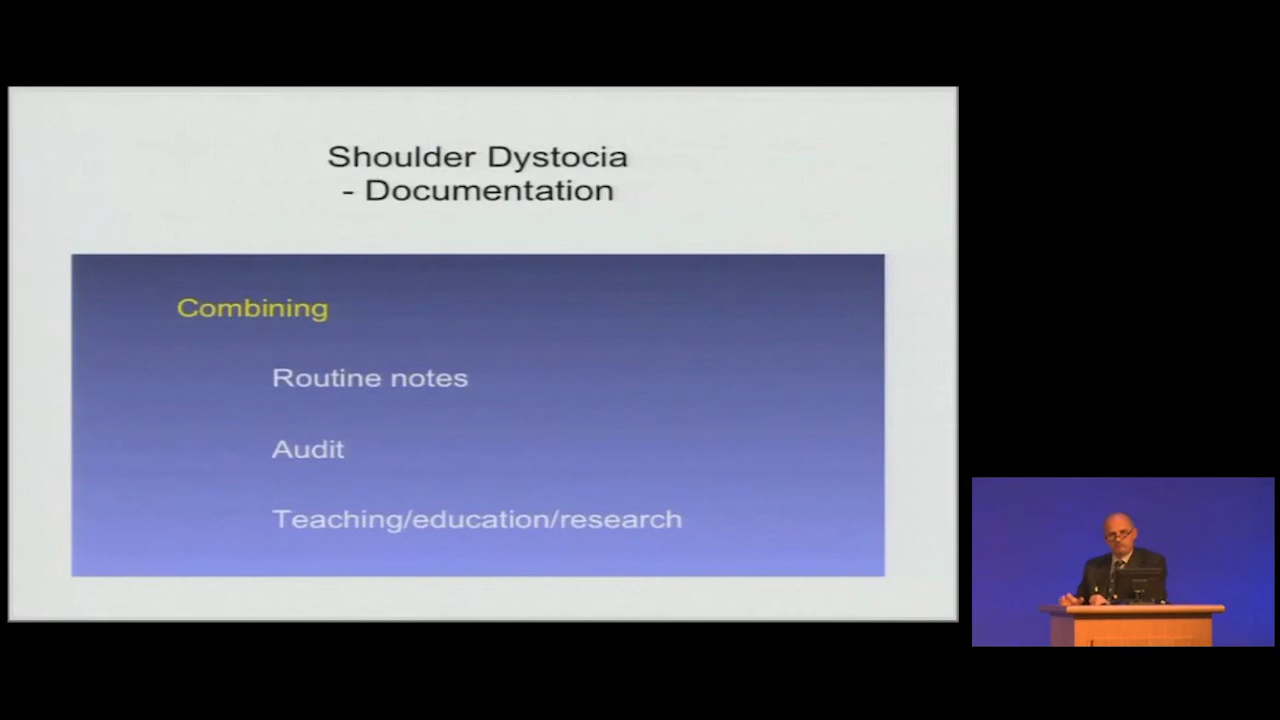 Shoulder Dystocia
- Documentation
Combining
Routine notes
Audit
Teaching/education/research